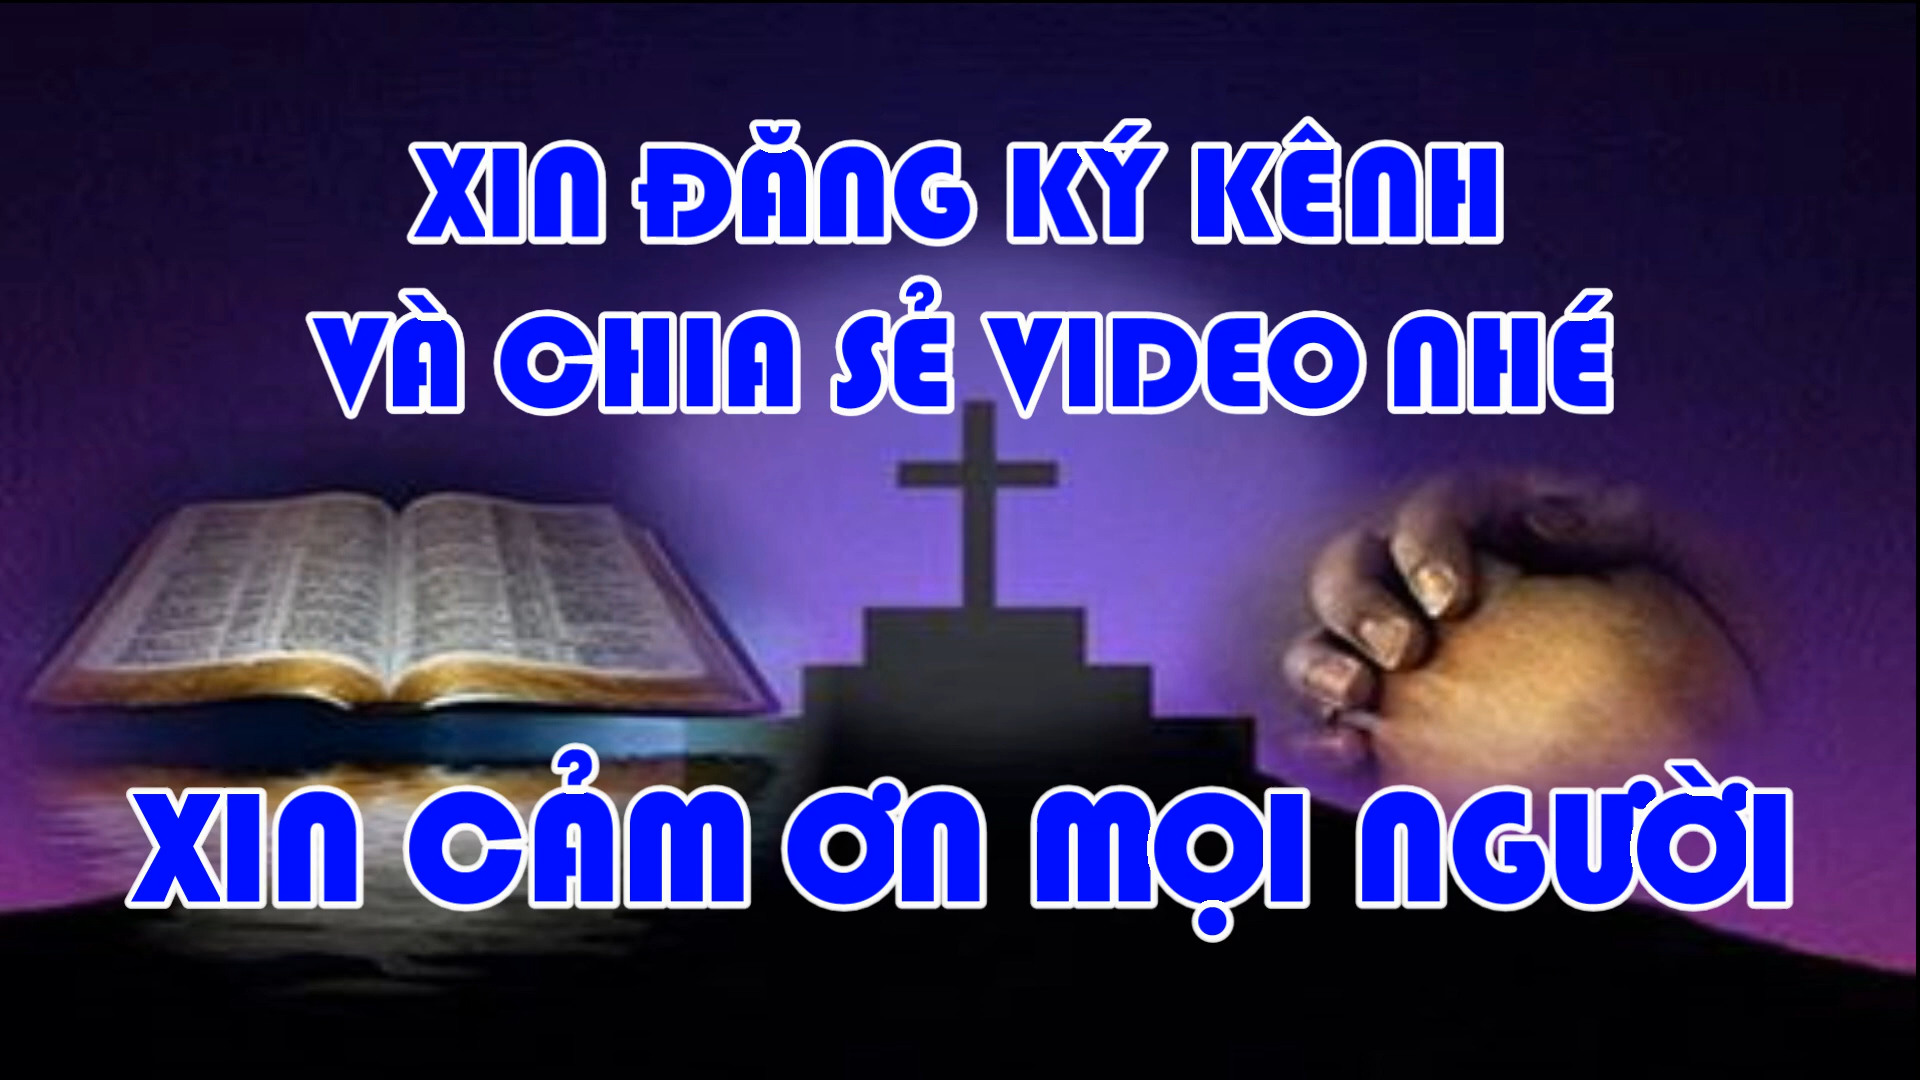 XIN ĐĂNG KÝ KÊNH
VÀ CHIA SẺ VIDEO NHÉ
XIN CẢM ƠN MỌI NGƯỜI